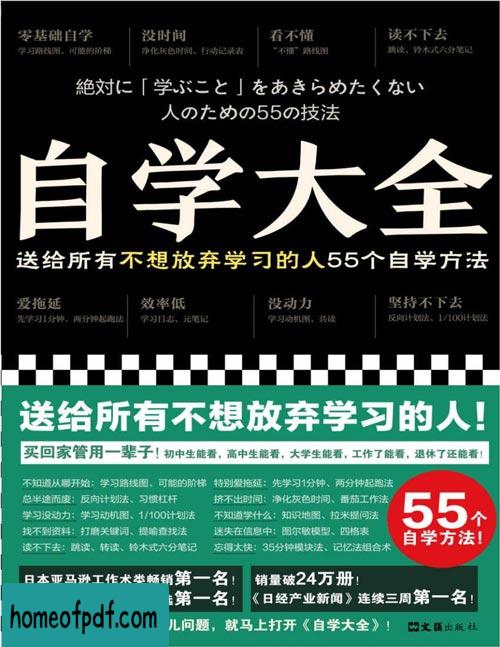 零基础自学 没时间 看不懂 读不下去
学习路线图、可能的阶梯 净化灰色时间、行动记录表 “不懂”路线图 跳读、铃木式六分笔记
絶対に「学ぶこと」をあきらめたくない
人のための55の技法
自学大全
送给所有不想放弃学习的人55个自学方法
爱拖延 效率低 没动力 坚持不下去
先学习1分钟、两分钟起跑法 学习日志、元笔记 学习动机图、共读 反向计划法、1/100计划法
送给所有不想放弃学习的人!
买回家管用一辈子! 初中生能看,高中生能看,大学生能看,工作了能看,退休了还能看!
不知道从哪开始:学习路线图、可能的阶梯 特别爱拖延:先学习1分钟、两分钟起跑法
总半途而废:反向计划法、习惯杠杆 挤不出时间:净化灰色时间、番茄工作法
学习没动力:学习动机图、1/100计划法 不知道学什么:知识地图、拉米提问法
找不到资料:打磨关键词、提喻查找法 迷失在信息中:图尔敏模型、四格表
读不下去:跳读、转读、铃木式六分笔记 忘得太快:35分钟模块法、记忆法组合术
55个
自学方法!
日本亚马逊工作术类畅销第一名! 销量破24万册!
第一名! 《日经产业新闻》连续三周第一名!
homeofpdf.com
儿问题,就马上打开《自学大全》! 文汇出版社